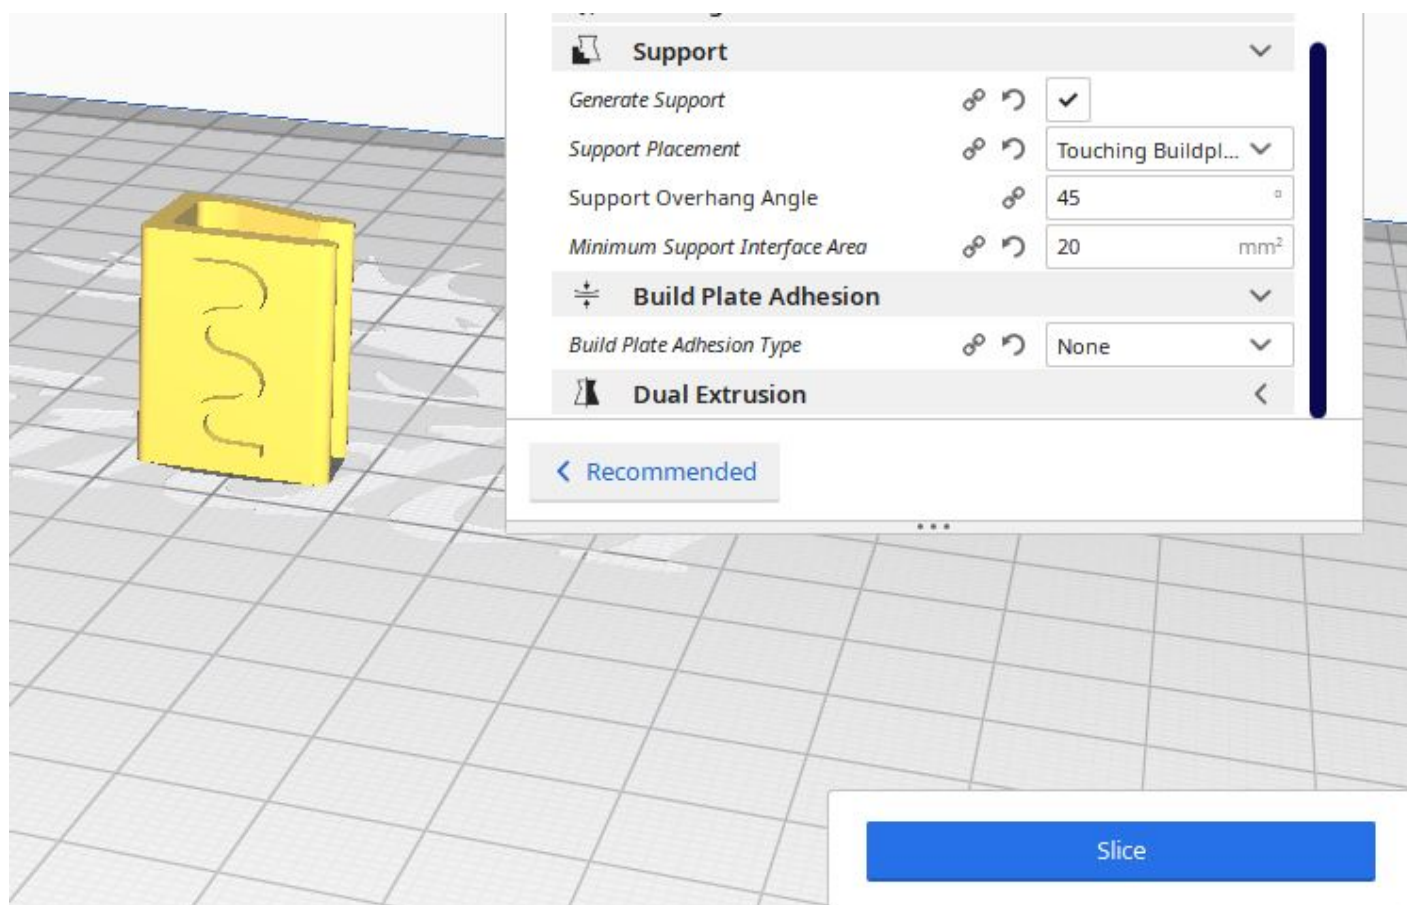 Support
Generate Support
Support Placement Touching Buildpl...
Support Overhang Angle 45 °
Minimum Support Interface Area 20 mm²
Build Plate Adhesion
Build Plate Adhesion Type None
Dual Extrusion
Recommended
Slice